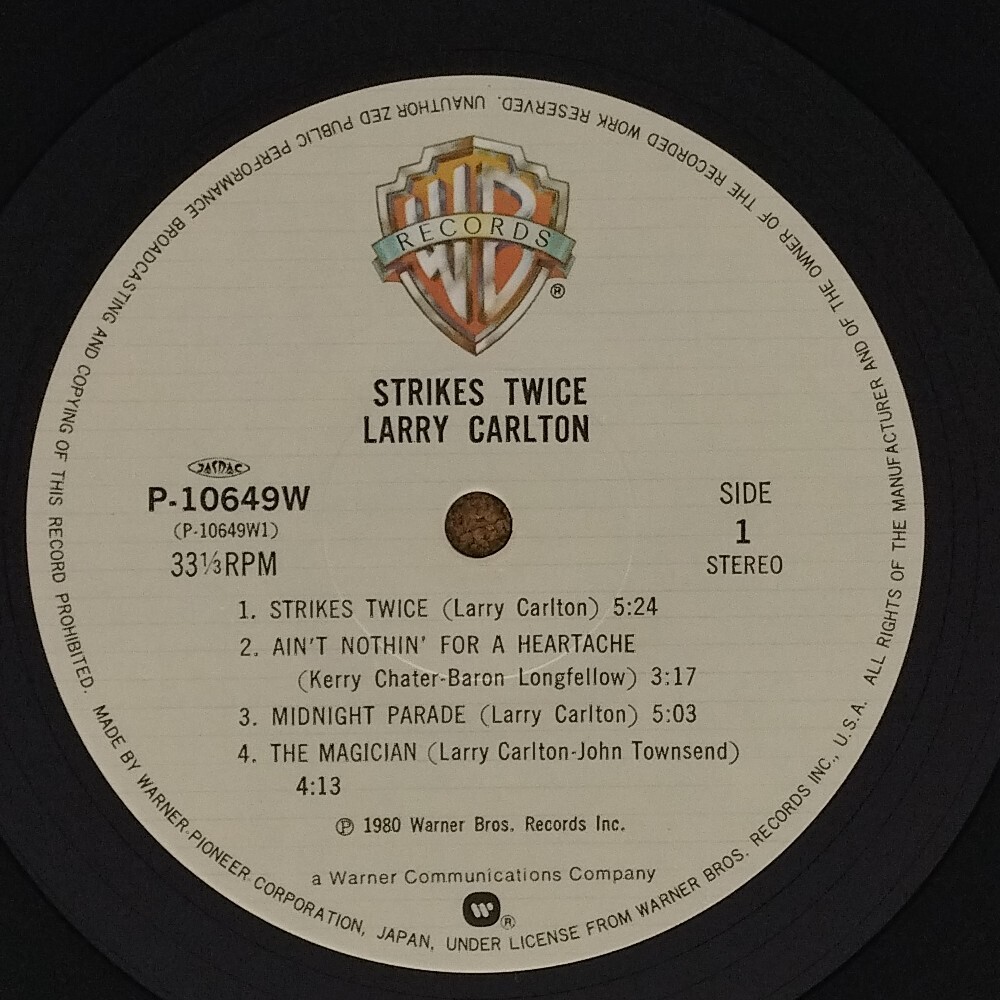 WB
RECORDS
®
STRIKES TWICE
LARRY CARLTON
JASRAC
P-10649W
(P-10649W1)
33⅓RPM
SIDE
1
STEREO
1. STRIKES TWICE (Larry Carlton) 5:24
2. AIN'T NOTHIN' FOR A HEARTACHE
(Kerry Chater-Baron Longfellow) 3:17
3. MIDNIGHT PARADE (Larry Carlton) 5:03
4. THE MAGICIAN (Larry Carlton-John Townsend)
4:13
℗ 1980 Warner Bros. Records Inc.
a Warner Communications Company
®
MADE BY WARNER-PIONEER CORPORATION, JAPAN, UNDER LICENSE FROM WARNER BROS. RECORDS INC., U.S.A. ALL RIGHTS OF THE MANUFACTURER AND OF THE OWNER OF THE RECORDED WORK RESERVED. UNAUTHOR ZED PUBLIC PERFORMANCE BROADCASTING AND COPYING OF THIS RECORD PROHIBITED.